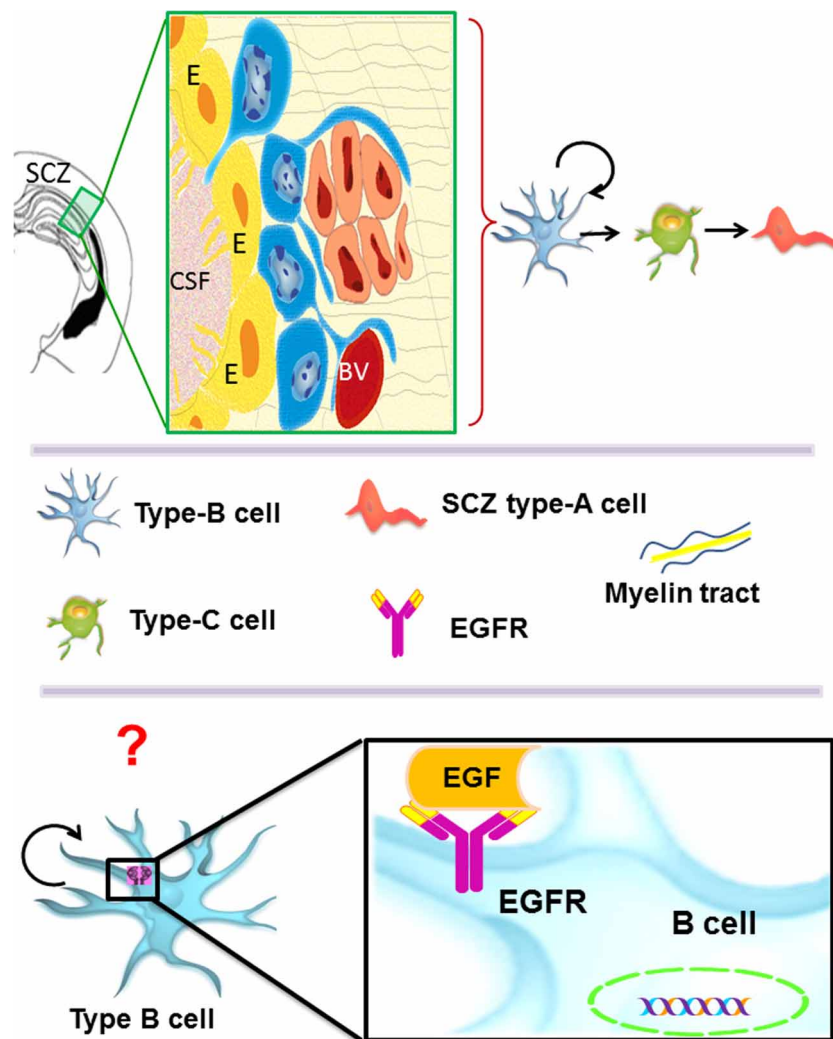 SCZ
E
E
CSF
E
BV
Type-B cell
SCZ type-A cell
Myelin tract
Type-C cell
EGFR
?
EGF
EGFR
B cell
Type B cell